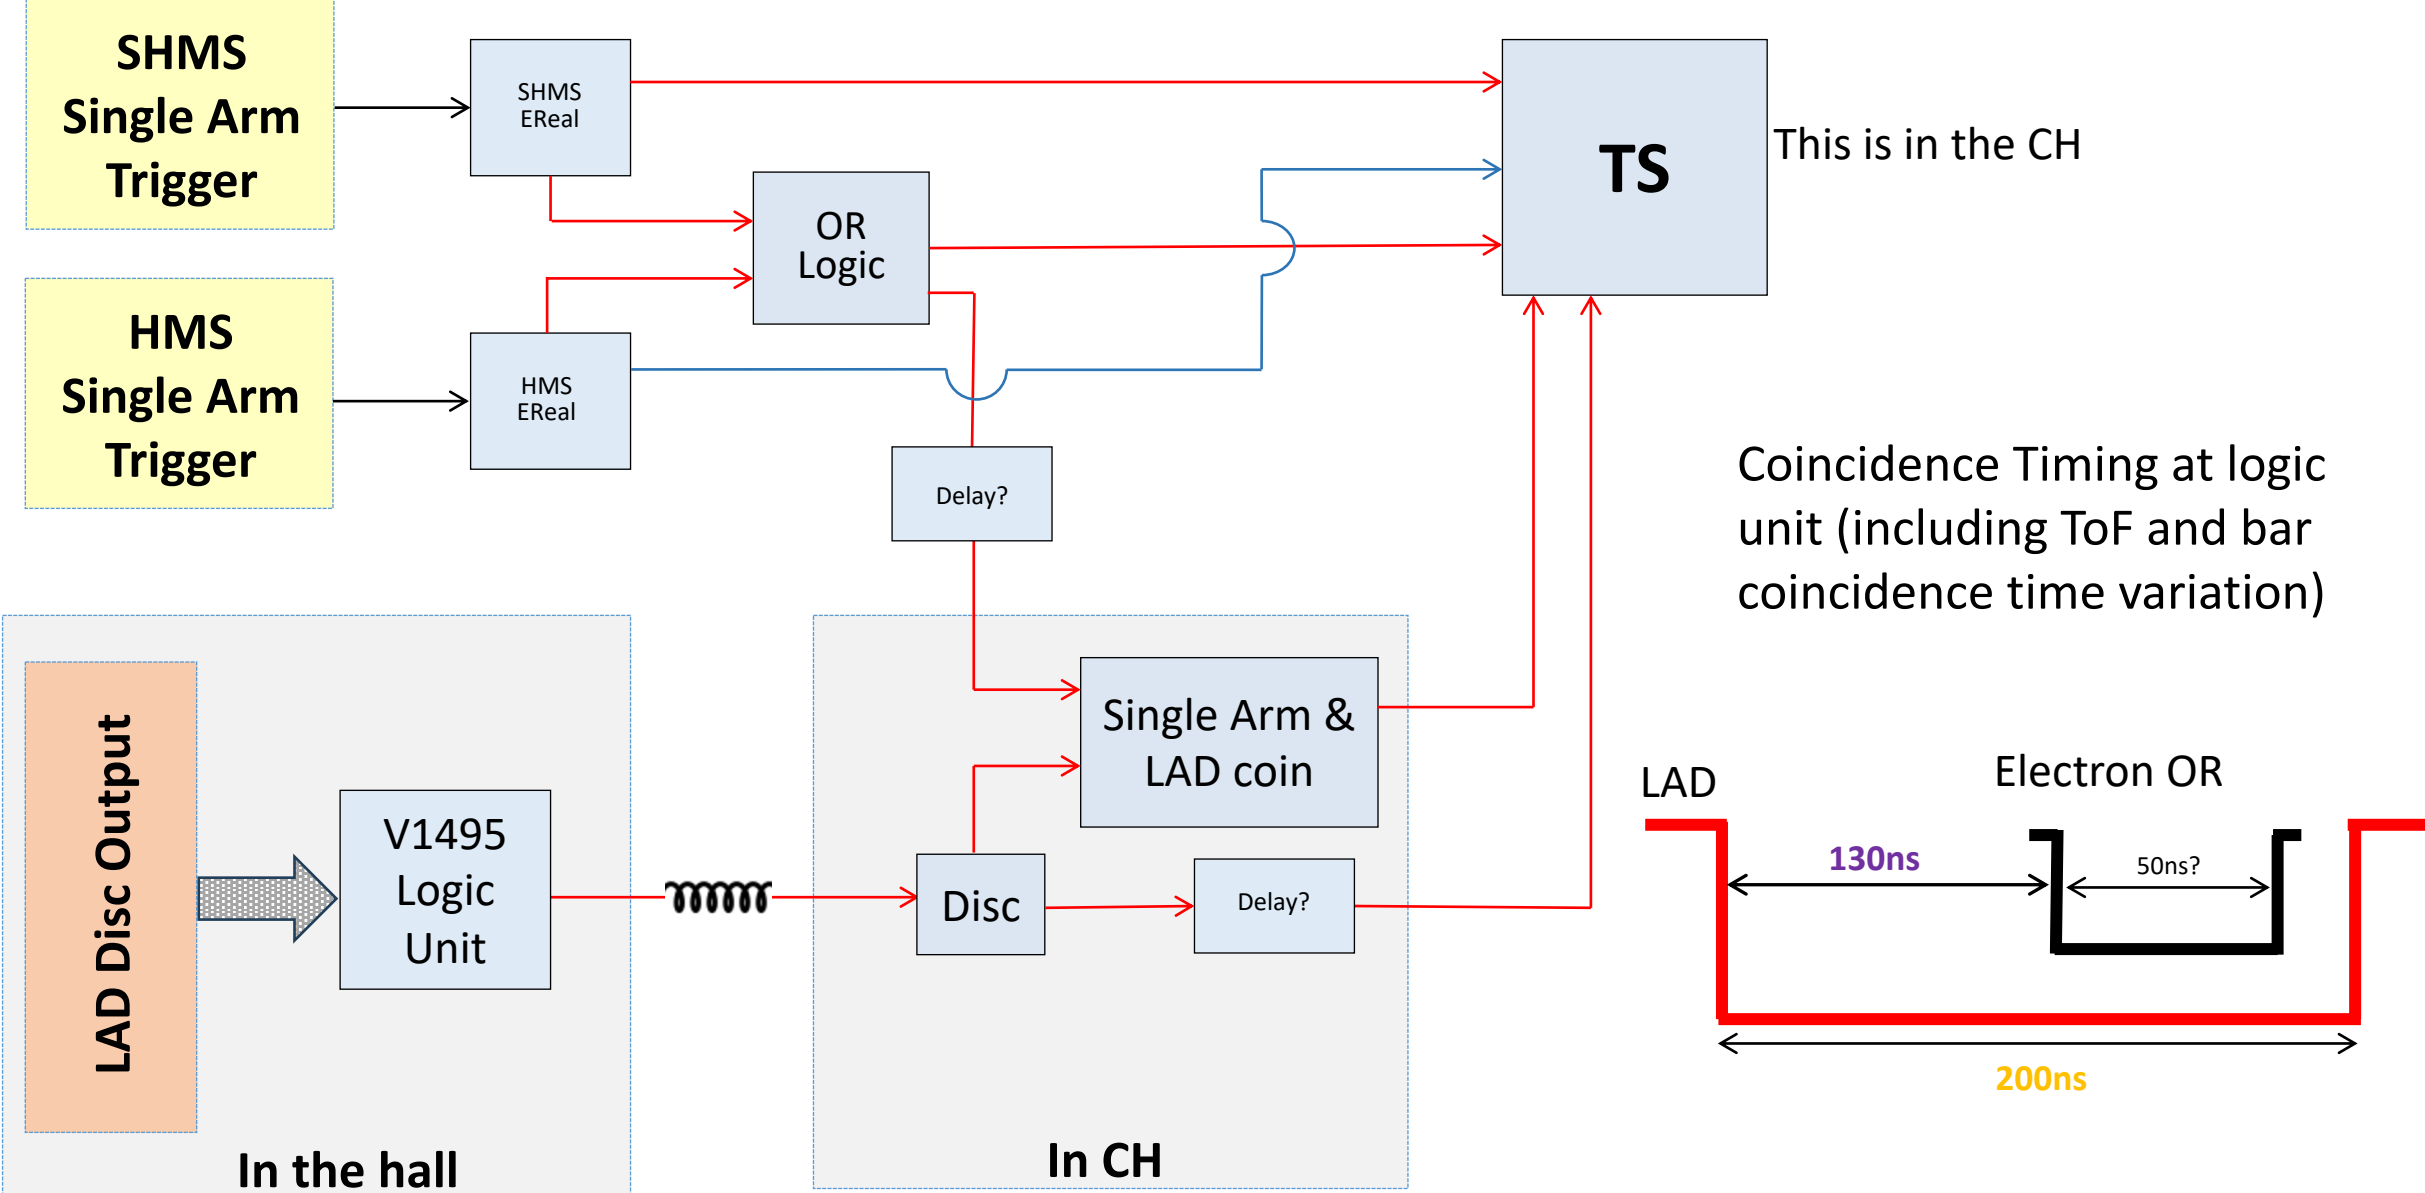 SHMS
Single Arm
Trigger
SHMS
EReal
TS
This is in the CH
OR
Logic
HMS
Single Arm
Trigger
HMS
EReal
Delay?
Coincidence Timing at logic
unit (including ToF and bar
coincidence time variation)
LAD Disc Output
V1495
Logic
Unit
In the hall
Single Arm &
LAD coin
Disc
Delay?
In CH
LAD
Electron OR
130ns
50ns?
200ns